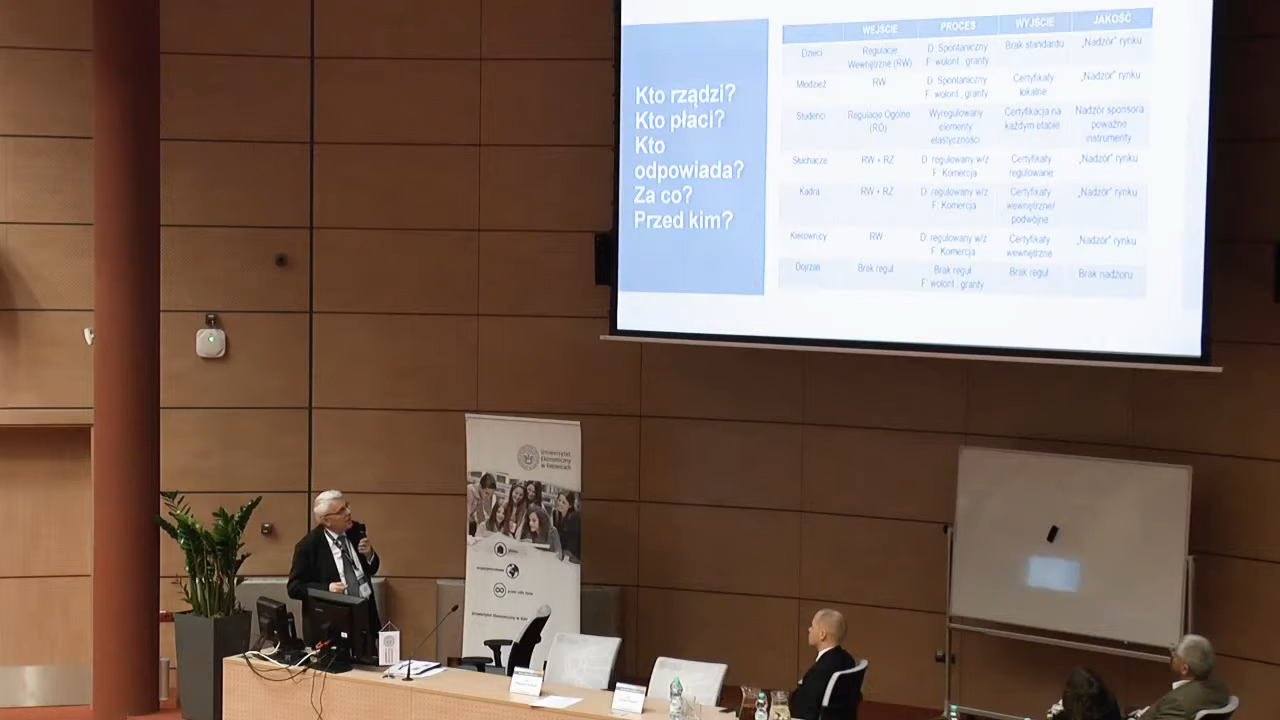 Kto rządzi?
Kto płaci?
Kto
odpowiada?
Za co?
Przed kim?
WEJŚCIE PROCES WYJŚCIE JAKOŚĆ
Dzieci Regulacje Wewnętrzne (RW) D. Spontaniczny F. wolont., granty Brak standardu „Nadzór” rynku
Młodzież RW D. Spontaniczny F. wolont., granty Certyfikaty lokalne „Nadzór” rynku
Studenci Regulacje Ogólne (RO) Wyregulowany elementy elastyczności Certyfikacja na każdym etapie Nadzór sponsora poważne instrumenty
Słuchacze RW + RZ D. regulowany w/z F. Komercja Certyfikaty regulowane „Nadzór” rynku
Kadra RW + RZ D. regulowany w/z F. Komercja Certyfikaty wewnętrzne/ podwójne „Nadzór” rynku
Kierownicy RW D. regulowany w/z F. Komercja Certyfikaty wewnętrzne „Nadzór” rynku
Dojrzali Brak reguł Brak reguł F. wolont., granty Brak reguł Brak nadzoru
Uniwersytet
Ekonomiczny
w Katowicach